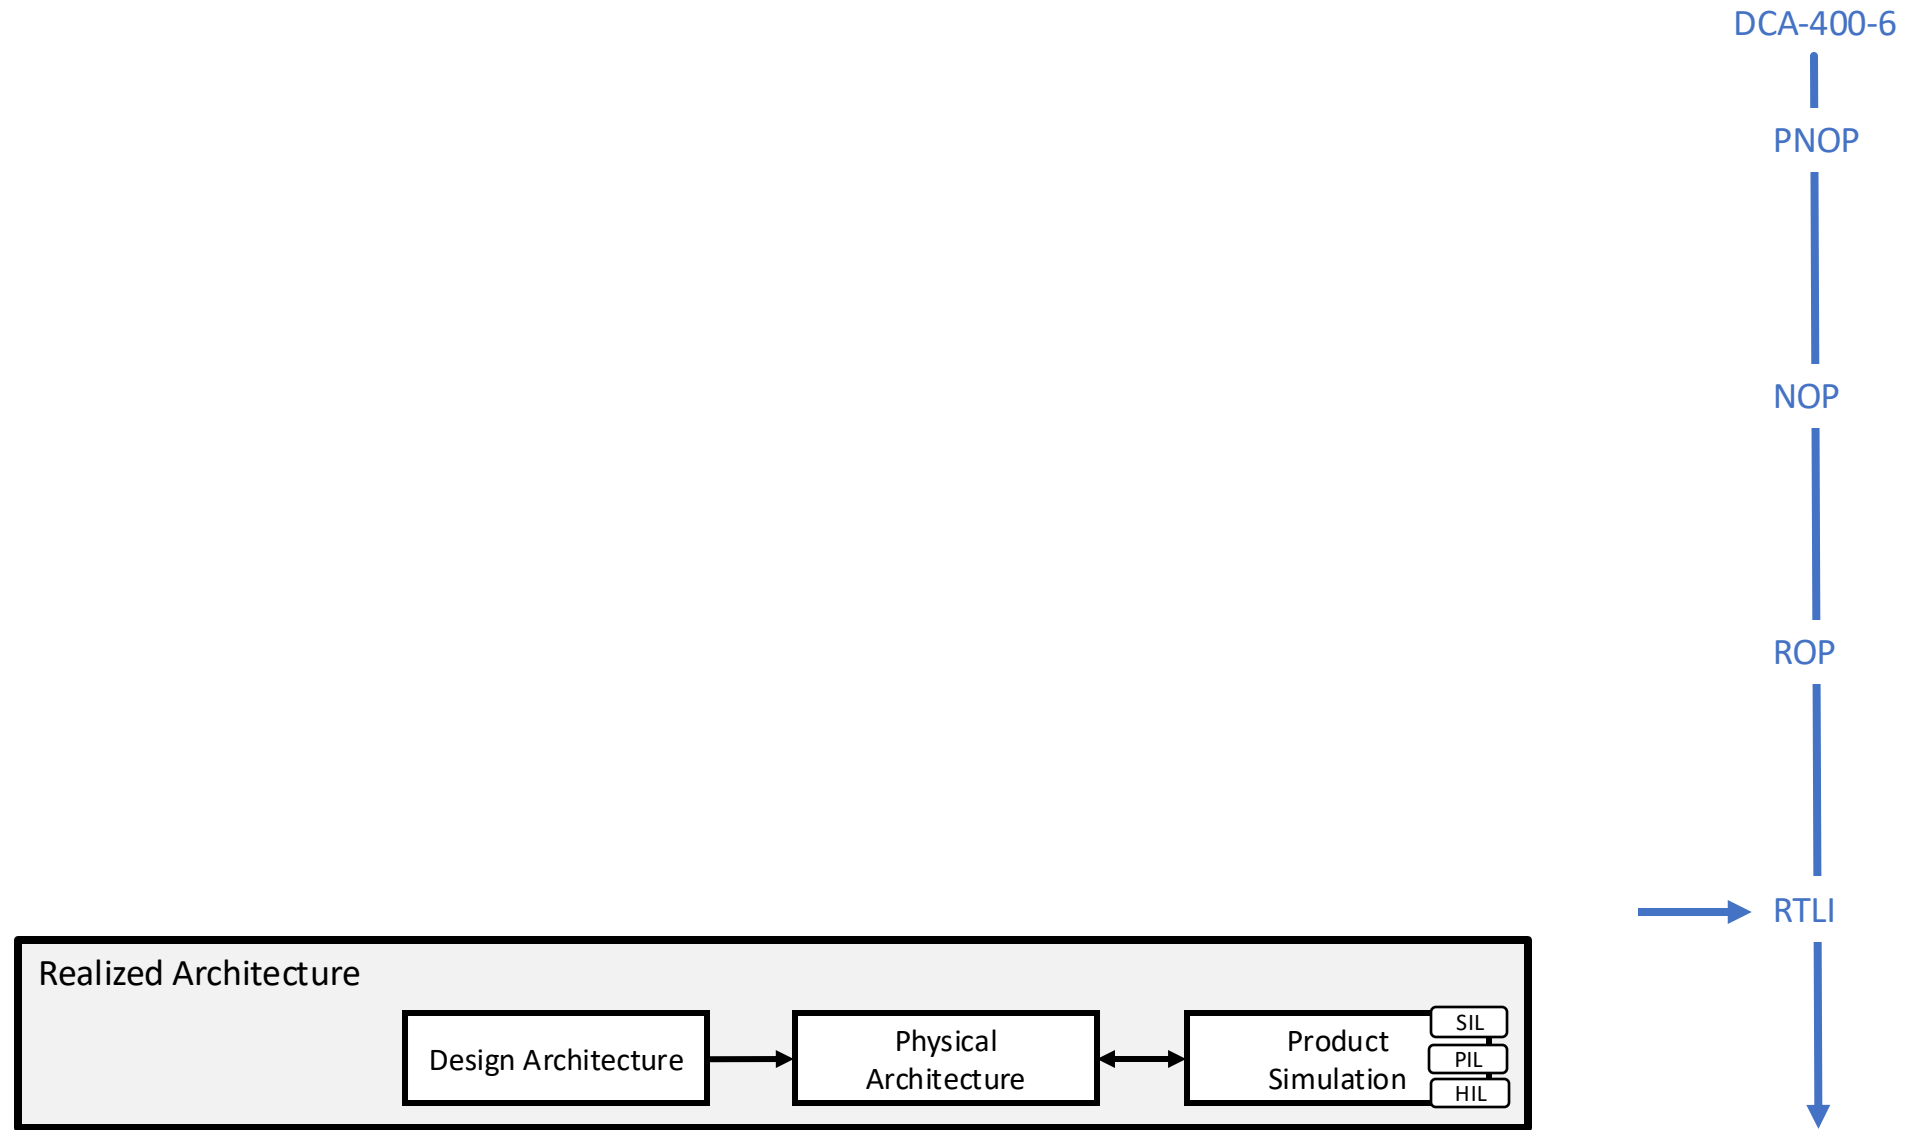 DCA-400-6
PNOP
NOP
ROP
RTLI
Realized Architecture
Design Architecture
Physical
Architecture
Product
Simulation
SIL
PIL
HIL